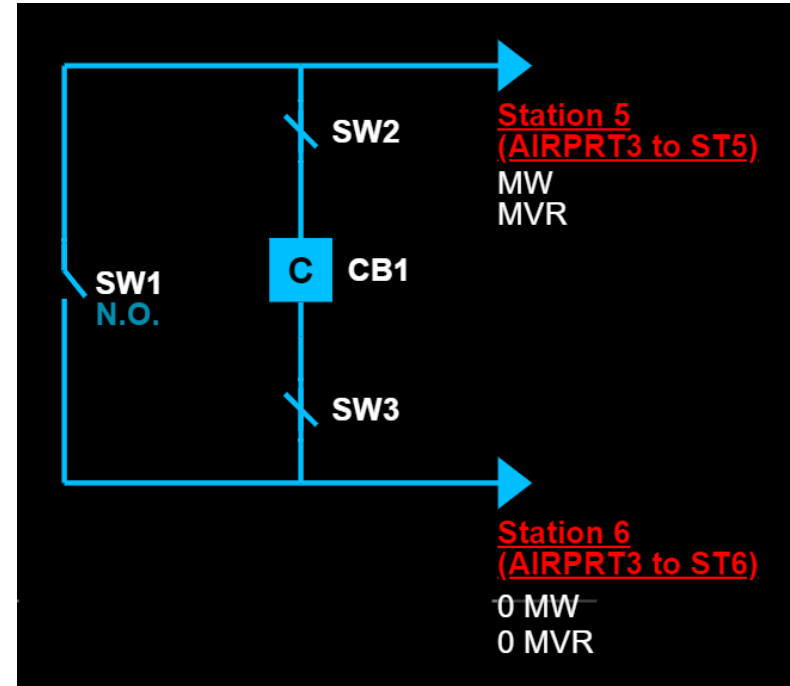 SW2
Station 5
(AIRPRT3 to ST5)
MW
MVR
C
CB1
SW1
N.O.
SW3
Station 6
(AIRPRT3 to ST6)
0 MW
0 MVR